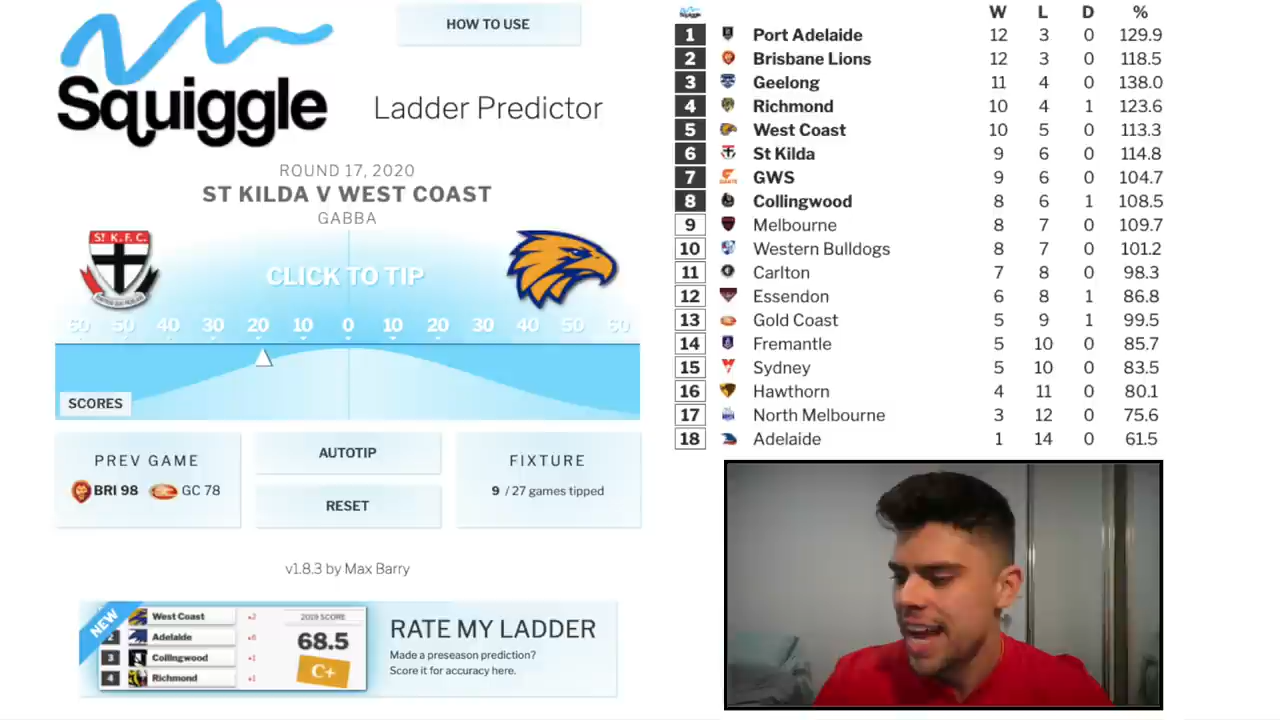 HOW TO USE
Squiggle
Ladder Predictor
ROUND 17, 2020
ST KILDA V WEST COAST
GABBA
ST K.F.C.
CLICK TO TIP
60 50 40 30 20 10 0 10 20 30 40 50 60
SCORES
PREV GAME
BRI 98 GC 78
AUTOTIP
RESET
FIXTURE
9 / 27 games tipped
v1.8.3 by Max Barry
NEW
West Coast +2
2 Adelaide +6
3 Collingwood +1
4 Richmond +1
2019 SCORE
68.5
C+
RATE MY LADDER
Made a preseason prediction?
Score it for accuracy here.
Squiggle W L D %
1 Port Adelaide 12 3 0 129.9
2 Brisbane Lions 12 3 0 118.5
3 Geelong 11 4 0 138.0
4 Richmond 10 4 1 123.6
5 West Coast 10 5 0 113.3
6 St Kilda 9 6 0 114.8
7 GWS 9 6 0 104.7
8 Collingwood 8 6 1 108.5
9 Melbourne 8 7 0 109.7
10 Western Bulldogs 8 7 0 101.2
11 Carlton 7 8 0 98.3
12 Essendon 6 8 1 86.8
13 Gold Coast 5 9 1 99.5
14 Fremantle 5 10 0 85.7
15 Sydney 5 10 0 83.5
16 Hawthorn 4 11 0 80.1
17 North Melbourne 3 12 0 75.6
18 Adelaide 1 14 0 61.5